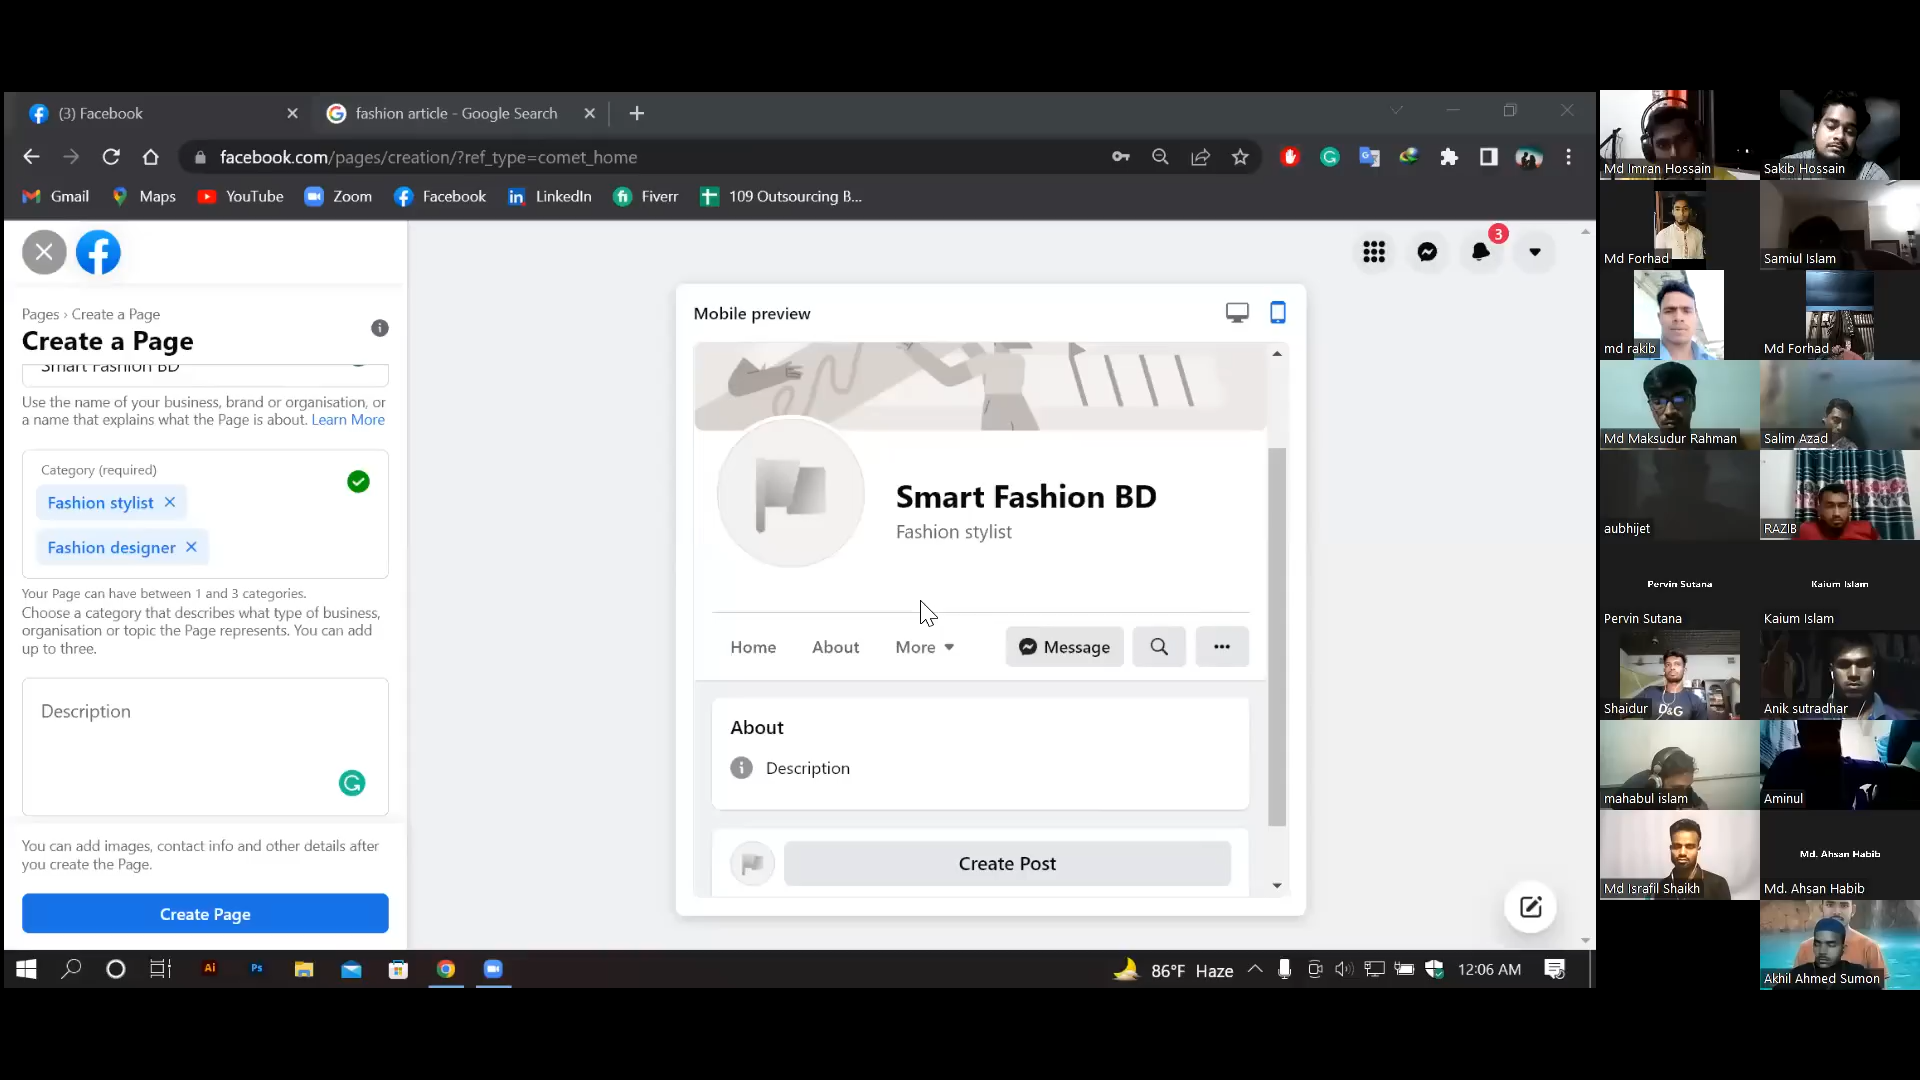 (3) Facebook
fashion article - Google Search
facebook.com/pages/creation/?ref_type=comet_home
Gmail
Maps
YouTube
Zoom
Facebook
LinkedIn
Fiverr
109 Outsourcing B...
3
Pages › Create a Page
Create a Page
Smart Fashion BD
Use the name of your business, brand or organisation, or
a name that explains what the Page is about. Learn More
Category (required)
Fashion stylist
Fashion designer
Your Page can have between 1 and 3 categories.
Choose a category that describes what type of business,
organisation or topic the Page represents. You can add
up to three.
Description
You can add images, contact info and other details after
you create the Page.
Create Page
Mobile preview
Smart Fashion BD
Fashion stylist
Home
About
More
Message
About
Description
Create Post
Ai
Ps
86°F Haze
12:06 AM
Md Imran Hossain
Sakib Hossain
Md Forhad
Samiul Islam
md rakib
Md Forhad
Md Maksudur Rahman
Salim Azad
aubhijet
RAZIB
Pervin Sutana
Pervin Sutana
Kaium Islam
Kaium Islam
Shaidur
D&G
Anik sutradhar
mahabul islam
Aminul
Md Israfil Shaikh
Md. Ahsan Habib
Md. Ahsan Habib
Akhil Ahmed Sumon